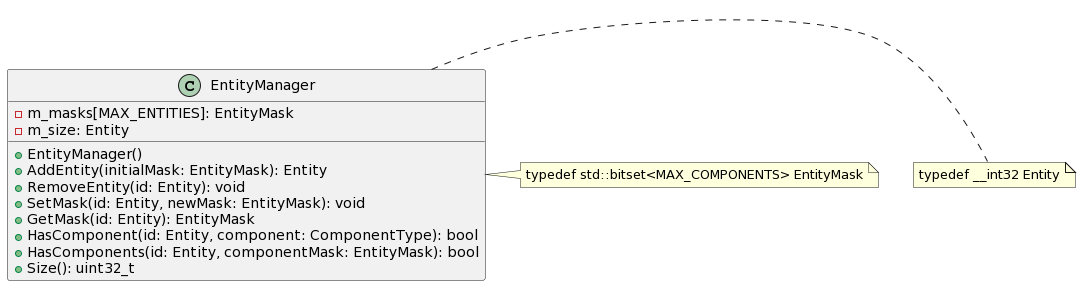 C EntityManager
m_masks[MAX_ENTITIES]: EntityMask
m_size: Entity
EntityManager()
AddEntity(initialMask: EntityMask): Entity
RemoveEntity(id: Entity): void
SetMask(id: Entity, newMask: EntityMask): void
GetMask(id: Entity): EntityMask
HasComponent(id: Entity, component: ComponentType): bool
HasComponents(id: Entity, componentMask: EntityMask): bool
Size(): uint32_t
typedef std::bitset<MAX_COMPONENTS> EntityMask
typedef __int32 Entity